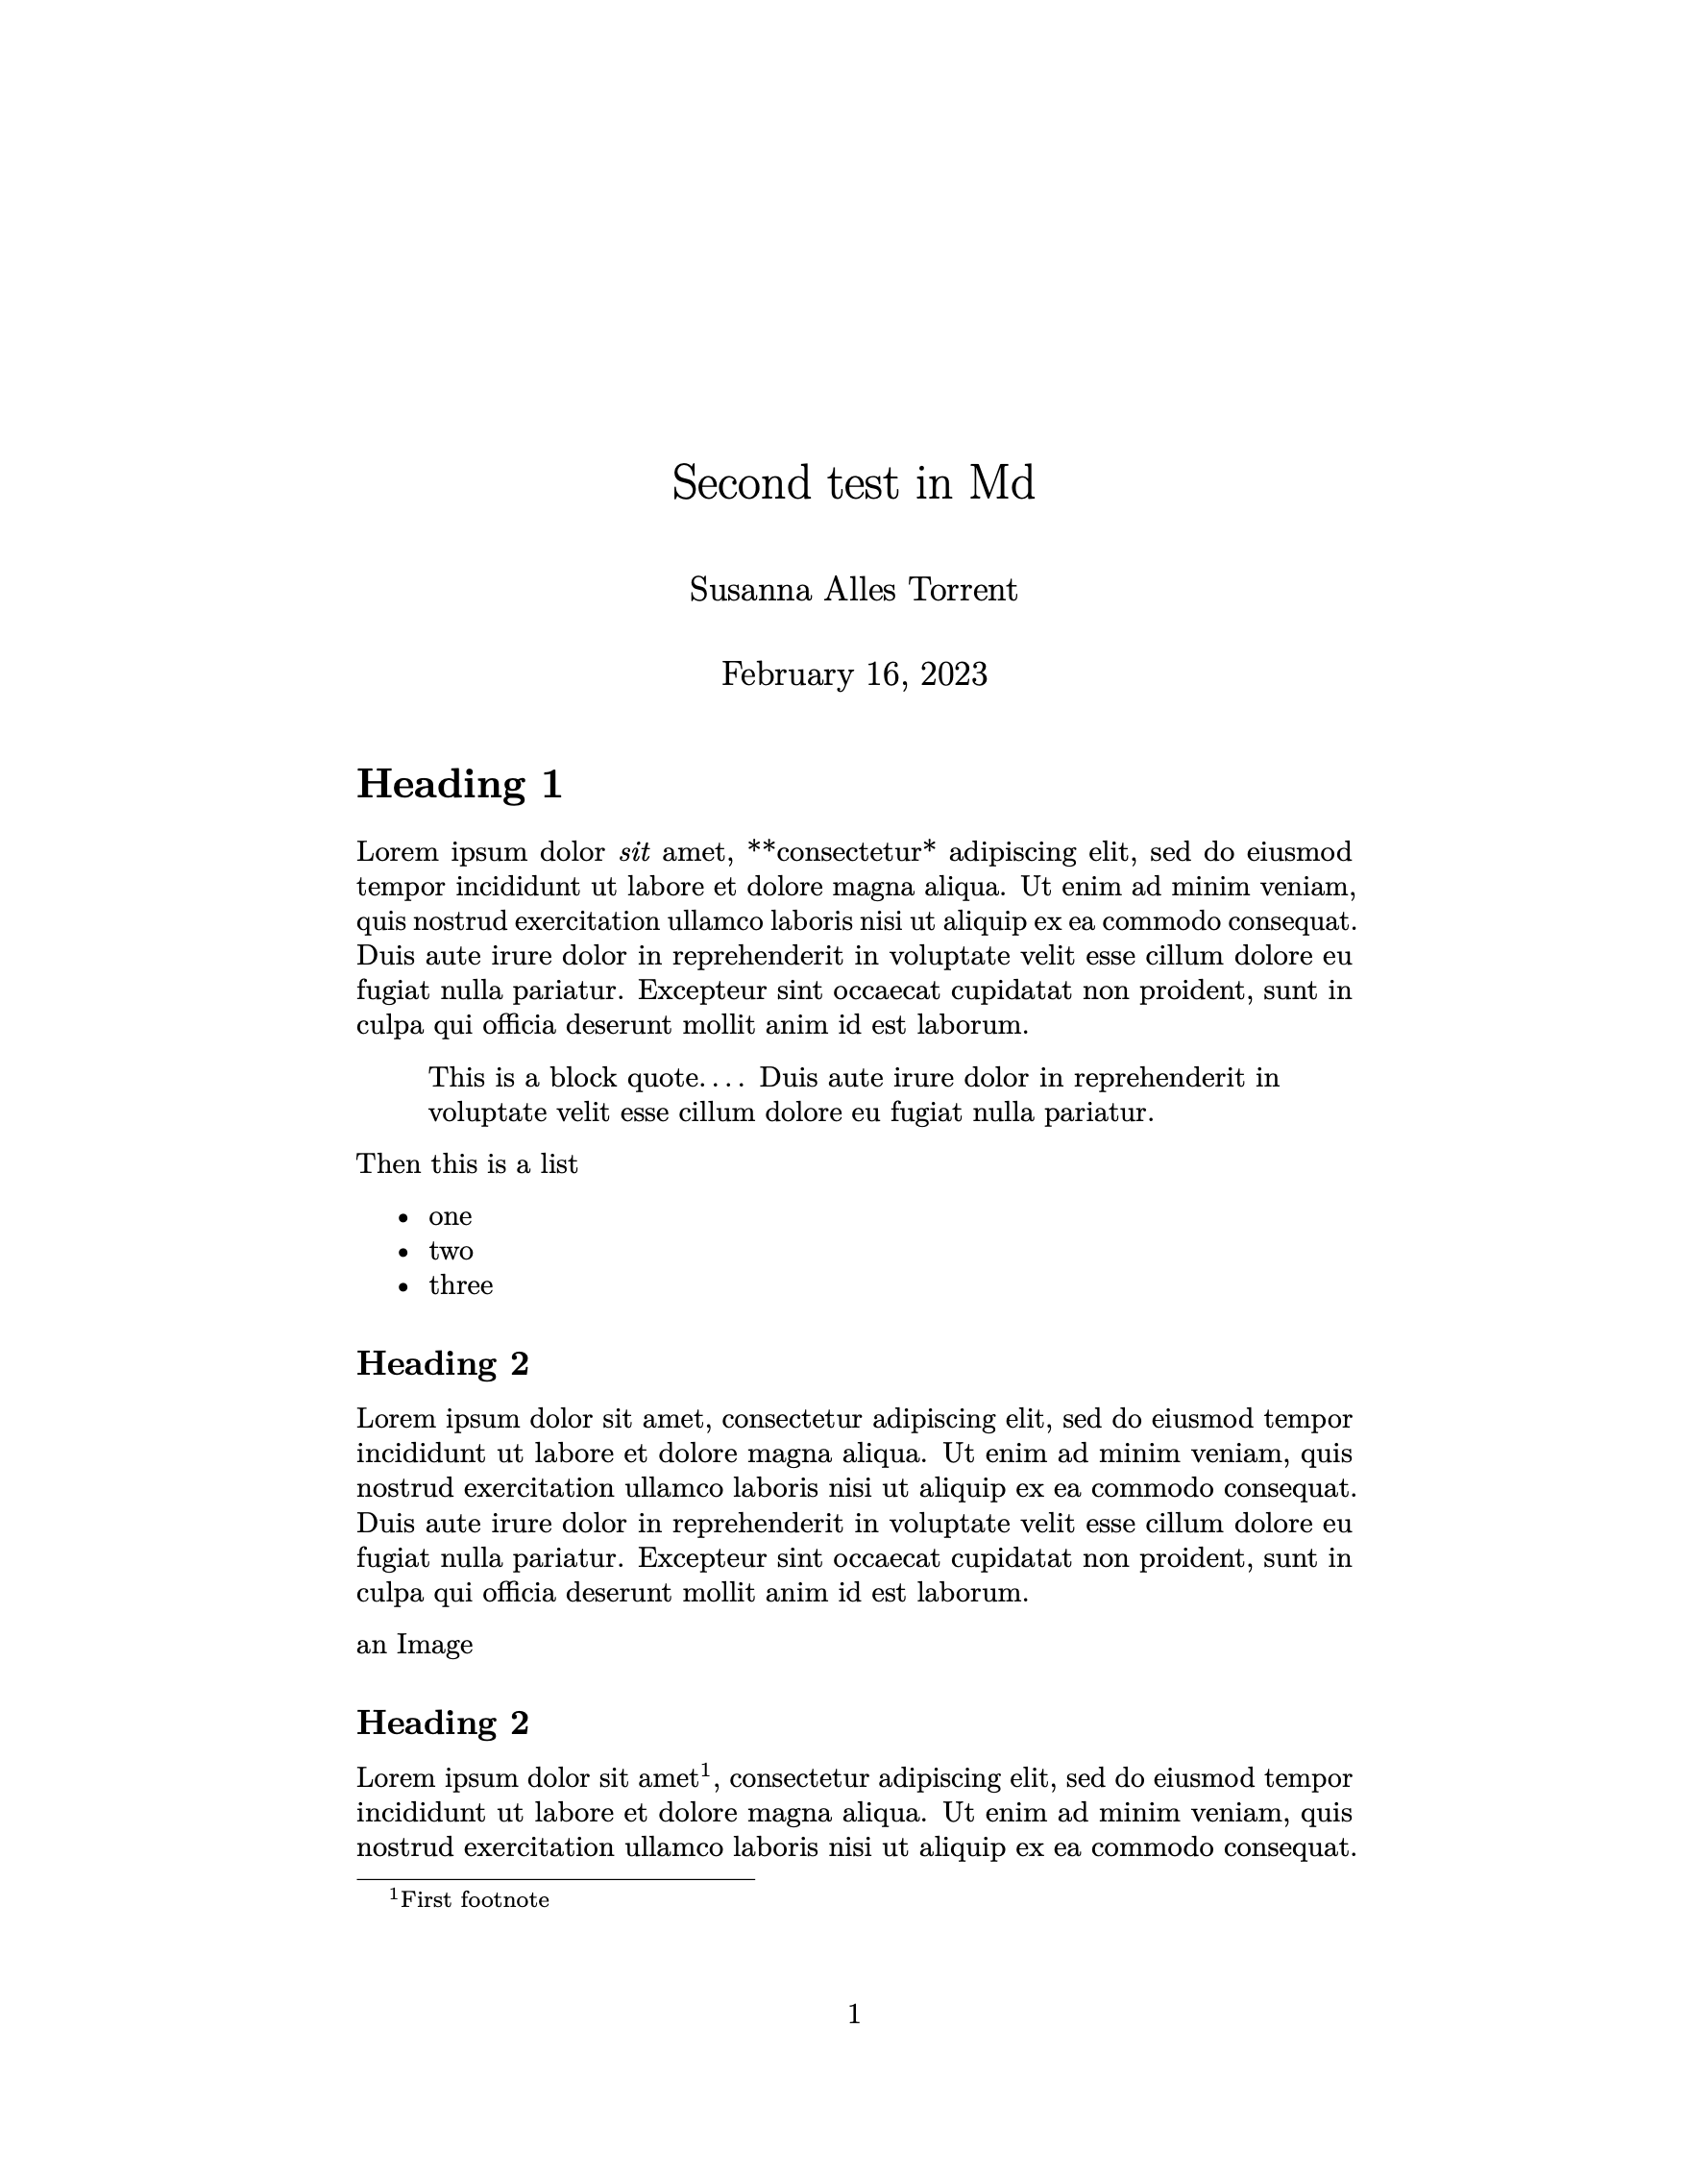 Second test in Md
Susanna Alles Torrent
February 16, 2023
Heading 1
Lorem ipsum dolor sit amet, **consectetur* adipiscing elit, sed do eiusmod
tempor incididunt ut labore et dolore magna aliqua. Ut enim ad minim veniam,
quis nostrud exercitation ullamco laboris nisi ut aliquip ex ea commodo consequat.
Duis aute irure dolor in reprehenderit in voluptate velit esse cillum dolore eu
fugiat nulla pariatur. Excepteur sint occaecat cupidatat non proident, sunt in
culpa qui officia deserunt mollit anim id est laborum.
This is a block quote.... Duis aute irure dolor in reprehenderit in
voluptate velit esse cillum dolore eu fugiat nulla pariatur.
Then this is a list
• one
• two
• three
Heading 2
Lorem ipsum dolor sit amet, consectetur adipiscing elit, sed do eiusmod tempor
incididunt ut labore et dolore magna aliqua. Ut enim ad minim veniam, quis
nostrud exercitation ullamco laboris nisi ut aliquip ex ea commodo consequat.
Duis aute irure dolor in reprehenderit in voluptate velit esse cillum dolore eu
fugiat nulla pariatur. Excepteur sint occaecat cupidatat non proident, sunt in
culpa qui officia deserunt mollit anim id est laborum.
an Image
Heading 2
Lorem ipsum dolor sit amet¹, consectetur adipiscing elit, sed do eiusmod tempor
incididunt ut labore et dolore magna aliqua. Ut enim ad minim veniam, quis
nostrud exercitation ullamco laboris nisi ut aliquip ex ea commodo consequat.
¹First footnote
1